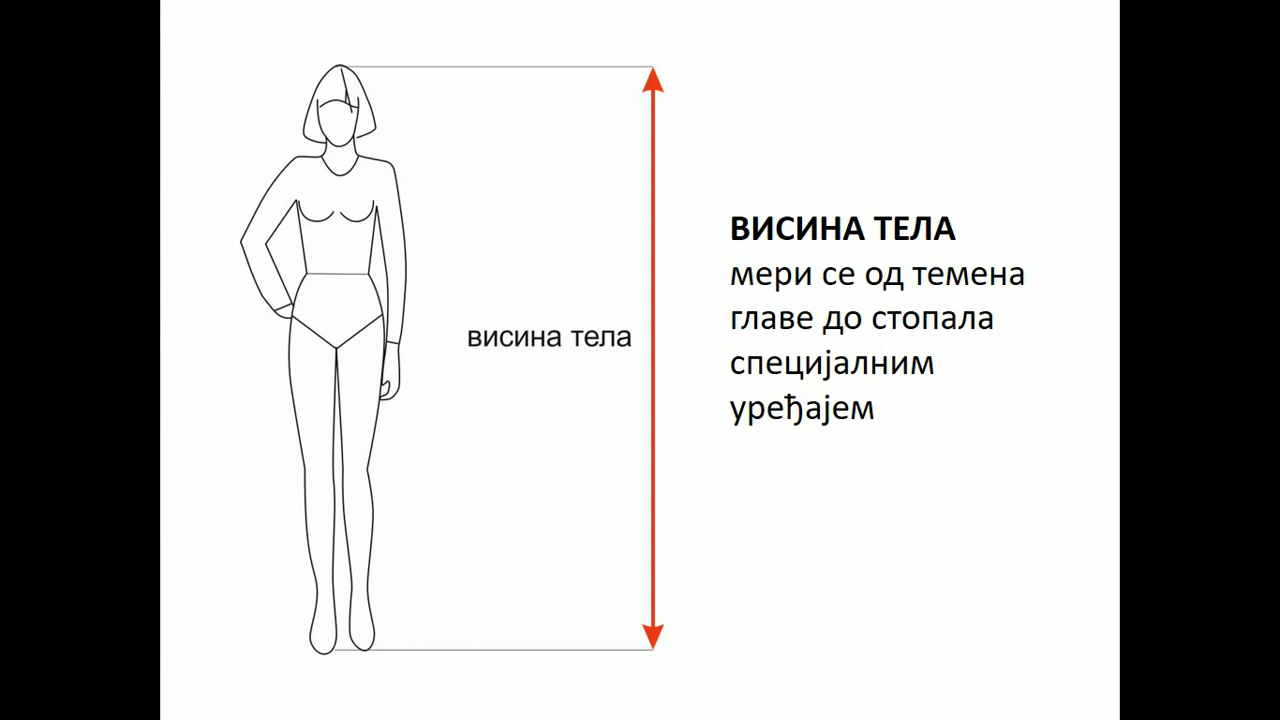 висина тела
ВИСИНА ТЕЛА
мери се од темена
главе до стопала
специјалним
уређајем